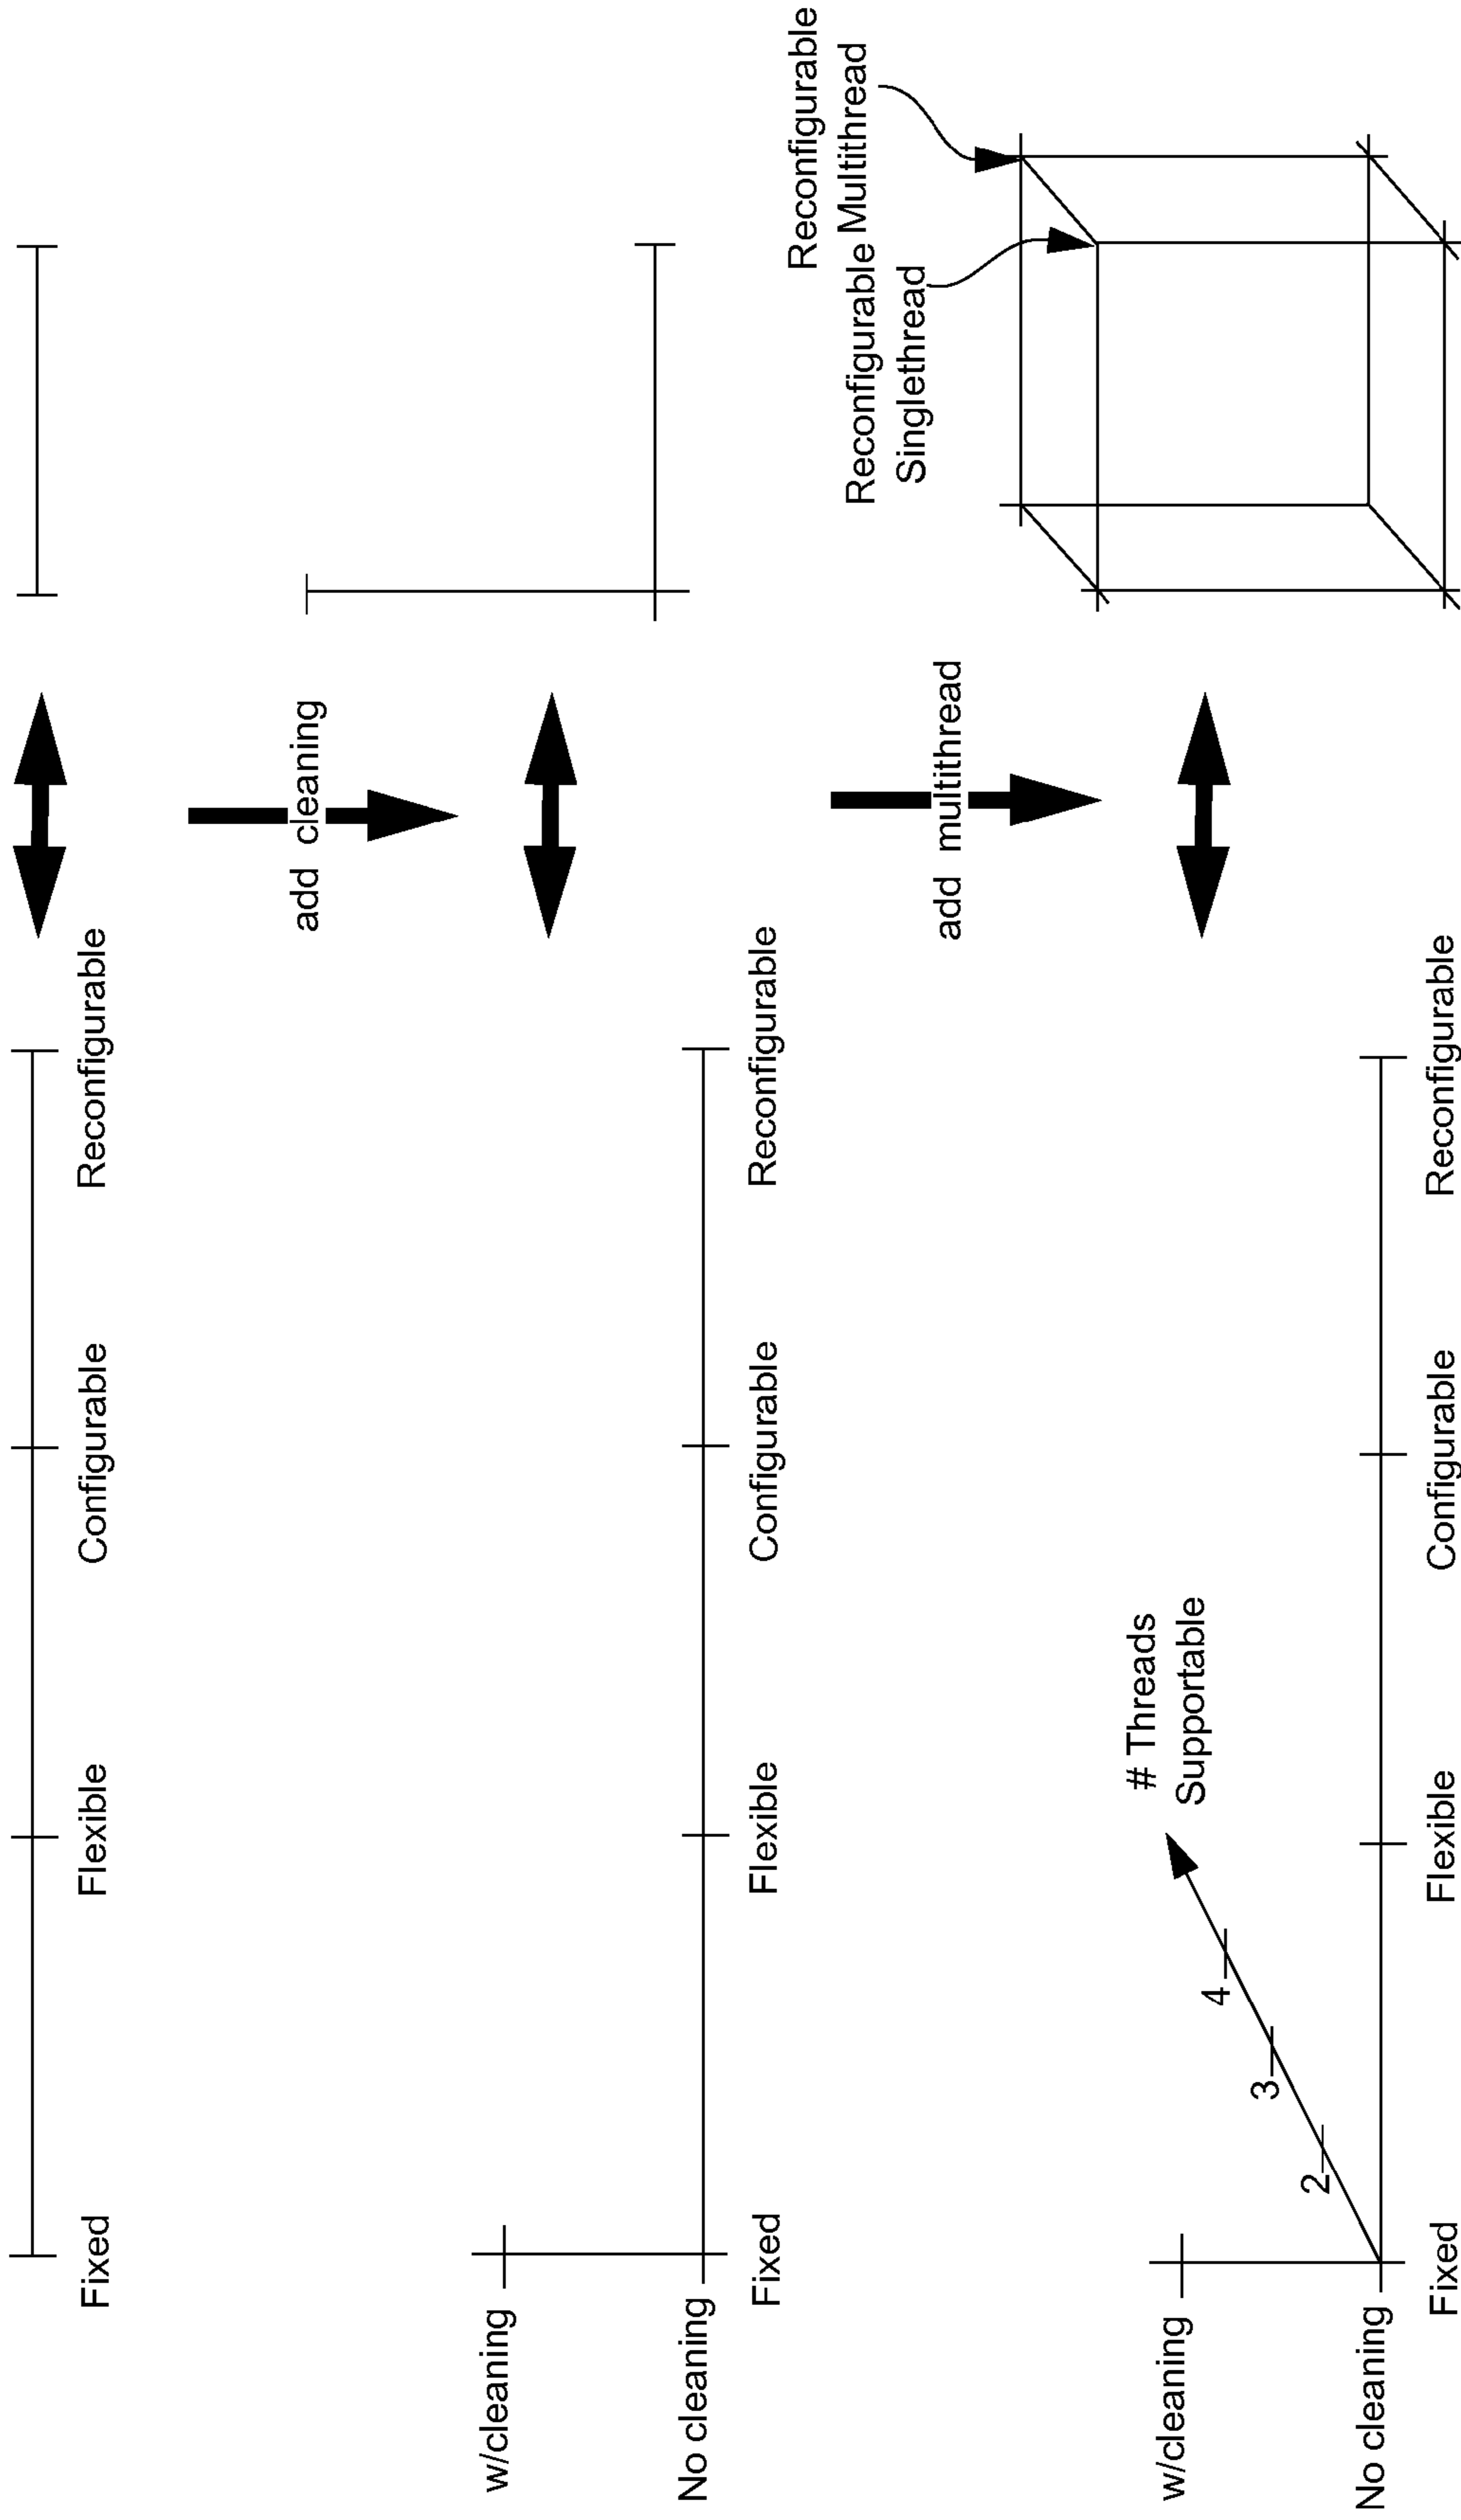 Fixed
Flexible
Configurable
Reconfigurable
add cleaning
w/cleaning
No cleaning
Fixed
Flexible
Configurable
Reconfigurable
add multithread
Reconfigurable
Multithread
Reconfigurable
Singlethread
# Threads
Supportable
w/cleaning
4
3
2
No cleaning
Fixed
Flexible
Configurable
Reconfigurable